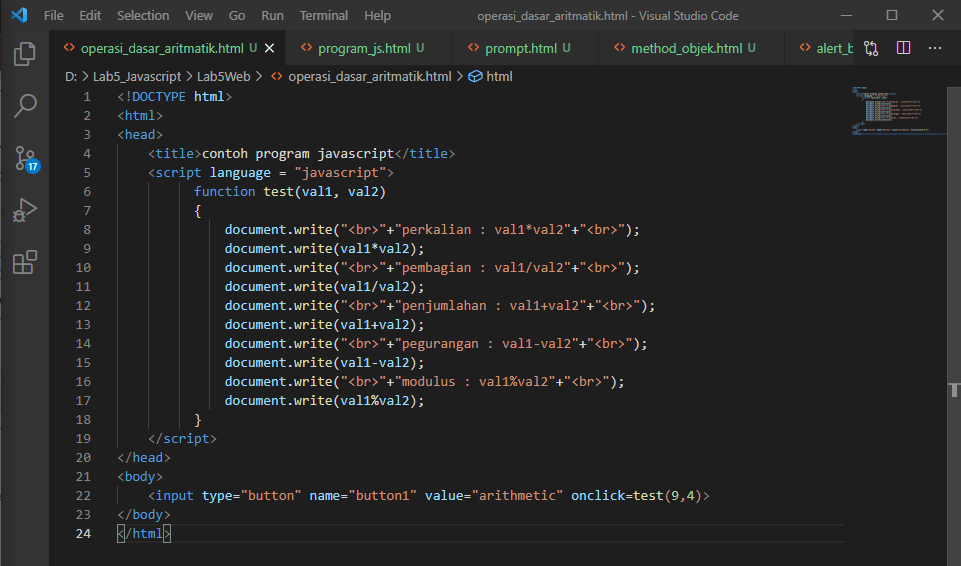 File Edit Selection View Go Run Terminal Help operasi_dasar_aritmatik.html - Visual Studio Code
operasi_dasar_aritmatik.html U program_js.html U prompt.html U method_objek.html U alert_b ...
D: > Lab5_Javascript > Lab5Web > operasi_dasar_aritmatik.html > html
1 <!DOCTYPE html>
2 <html>
3 <head>
4 <title>contoh program javascript</title>
5 <script language = "javascript">
6 function test(val1, val2)
7 {
8 document.write("<br>"+"perkalian : val1*val2"+"<br>");
9 document.write(val1*val2);
10 document.write("<br>"+"pembagian : val1/val2"+"<br>");
11 document.write(val1/val2);
12 document.write("<br>"+"penjumlahan : val1+val2"+"<br>");
13 document.write(val1+val2);
14 document.write("<br>"+"pegurangan : val1-val2"+"<br>");
15 document.write(val1-val2);
16 document.write("<br>"+"modulus : val1%val2"+"<br>");
17 document.write(val1%val2);
18 }
19 </script>
20 </head>
21 <body>
22 <input type="button" name="button1" value="arithmetic" onclick=test(9,4)>
23 </body>
24 </html>
17